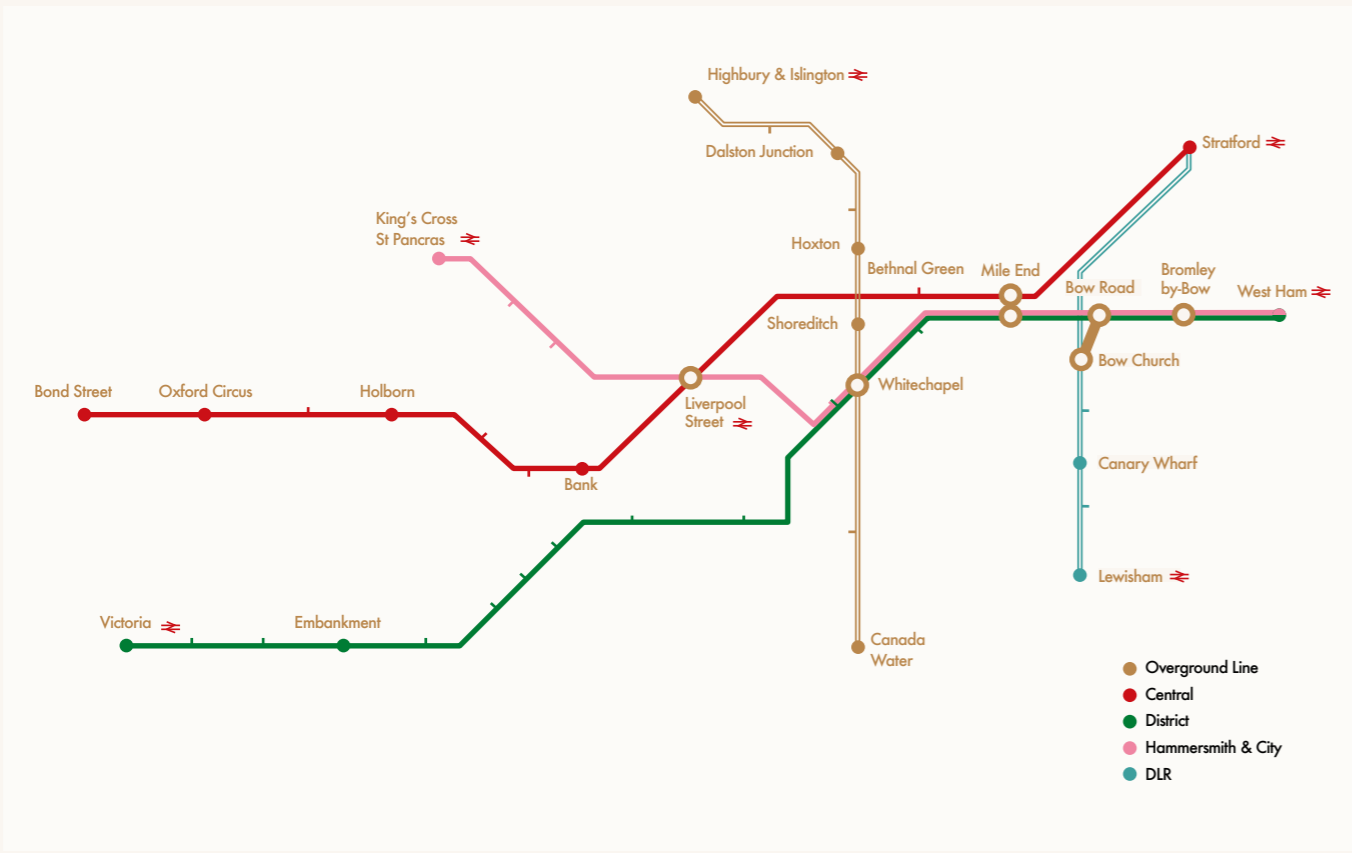 Highbury & Islington
Dalston Junction
Stratford
King's Cross
St Pancras
Hoxton
Bethnal Green
Mile End
Bow Road
Bromley
by-Bow
West Ham
Shoreditch
Bow Church
Whitechapel
Bond Street
Oxford Circus
Holborn
Liverpool
Street
Bank
Canary Wharf
Lewisham
Victoria
Embankment
Canada
Water
Overground Line
Central
District
Hammersmith & City
DLR